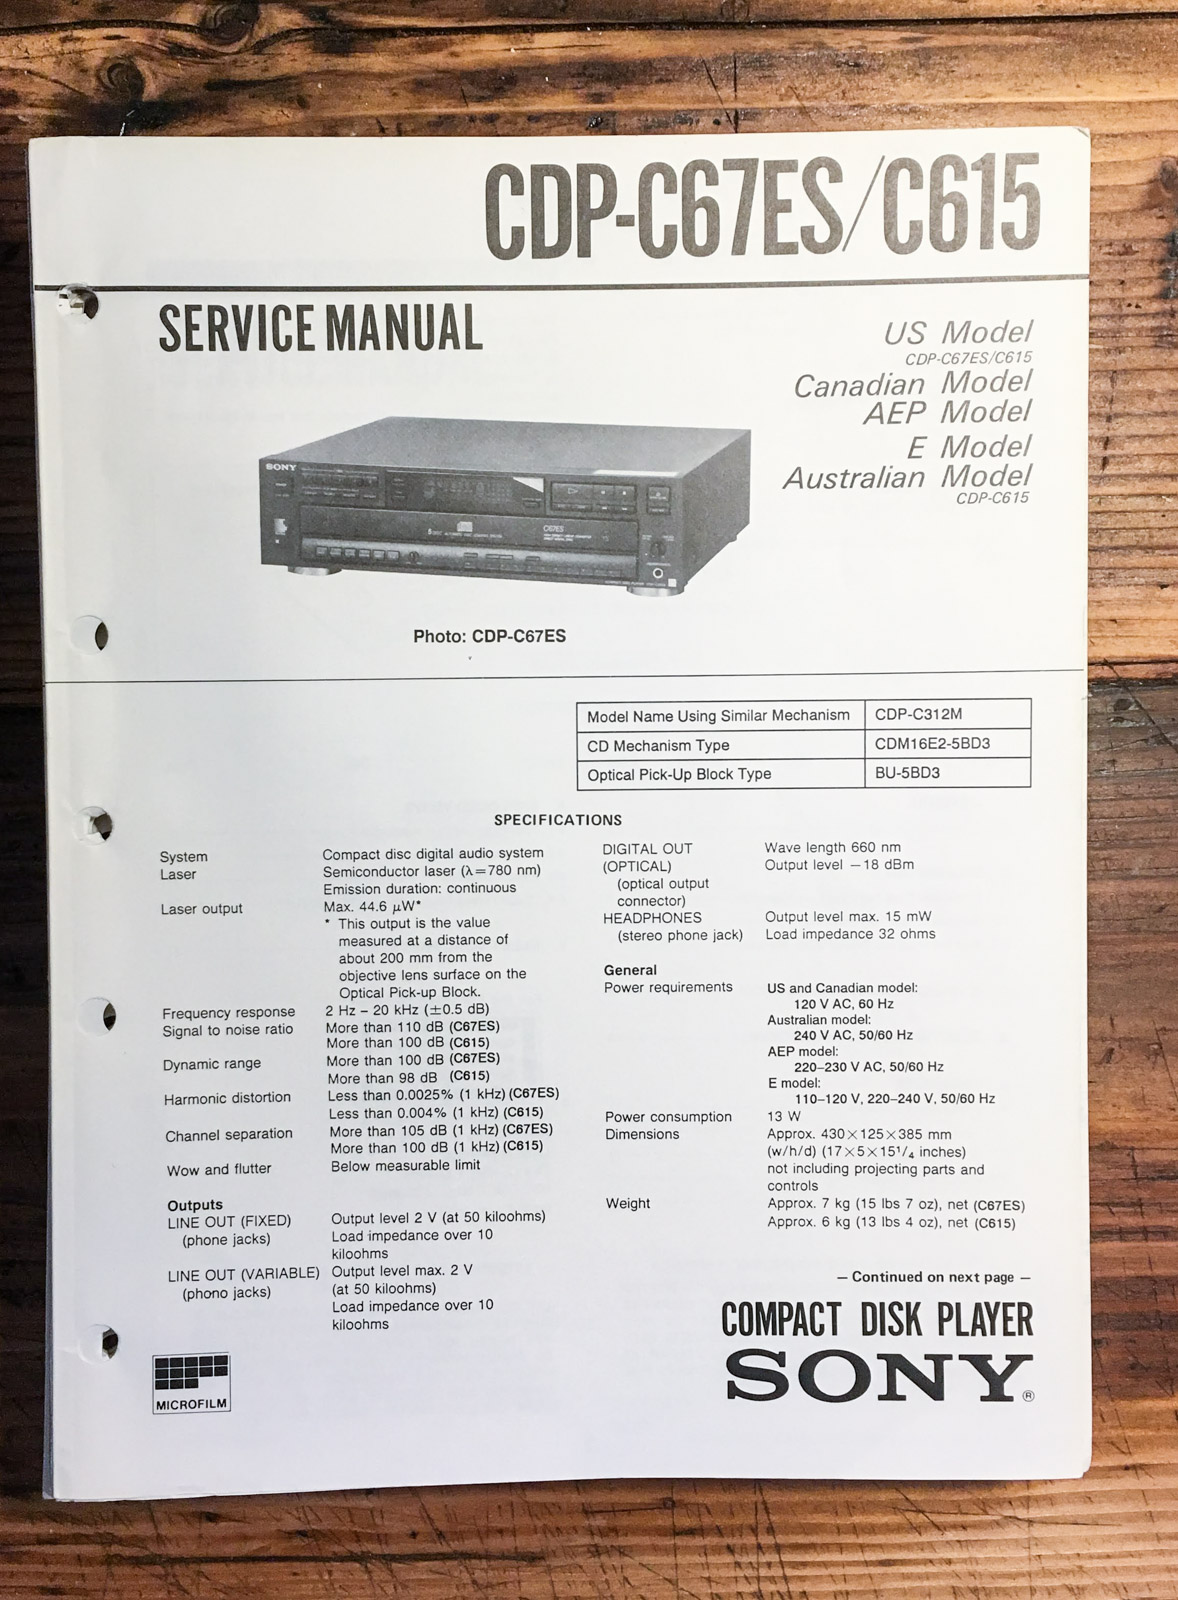 CDP-C67ES/C615
SERVICE MANUAL
US Model
CDP-C67ES/C615
Canadian Model
AEP Model
E Model
Australian Model
CDP-C615
SONY
C67ES
Photo: CDP-C67ES
Model Name Using Similar Mechanism CDP-C312M
CD Mechanism Type CDM16E2-5BD3
Optical Pick-Up Block Type BU-5BD3
SPECIFICATIONS
System Compact disc digital audio system
Laser Semiconductor laser (λ=780 nm)
Emission duration: continuous
Laser output Max. 44.6 μW*
* This output is the value
measured at a distance of
about 200 mm from the
objective lens surface on the
Optical Pick-up Block.
Frequency response 2 Hz – 20 kHz (±0.5 dB)
Signal to noise ratio More than 110 dB (C67ES)
More than 100 dB (C615)
Dynamic range More than 100 dB (C67ES)
More than 98 dB (C615)
Harmonic distortion Less than 0.0025% (1 kHz) (C67ES)
Less than 0.004% (1 kHz) (C615)
Channel separation More than 105 dB (1 kHz) (C67ES)
More than 100 dB (1 kHz) (C615)
Wow and flutter Below measurable limit
Outputs
LINE OUT (FIXED) Output level 2 V (at 50 kiloohms)
(phone jacks) Load impedance over 10
kiloohms
LINE OUT (VARIABLE) Output level max. 2 V
(phono jacks) (at 50 kiloohms)
Load impedance over 10
kiloohms
DIGITAL OUT Wave length 660 nm
(OPTICAL) Output level −18 dBm
(optical output
connector)
HEADPHONES Output level max. 15 mW
(stereo phone jack) Load impedance 32 ohms
General
Power requirements US and Canadian model:
120 V AC, 60 Hz
Australian model:
240 V AC, 50/60 Hz
AEP model:
220–230 V AC, 50/60 Hz
E model:
110–120 V, 220–240 V, 50/60 Hz
Power consumption 13 W
Dimensions Approx. 430×125×385 mm
(w/h/d) (17×5×15¹/₄ inches)
not including projecting parts and
controls
Weight Approx. 7 kg (15 lbs 7 oz), net (C67ES)
Approx. 6 kg (13 lbs 4 oz), net (C615)
— Continued on next page —
COMPACT DISK PLAYER
SONY®
MICROFILM